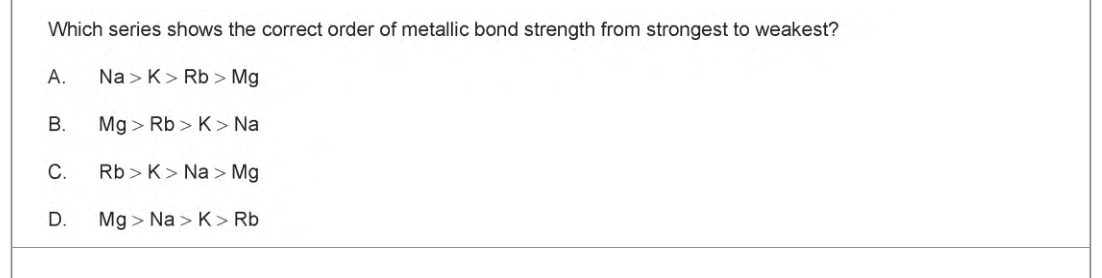 Which series shows the correct order of metallic bond strength from strongest to weakest?
A. Na > K > Rb > Mg
B. Mg > Rb > K > Na
C. Rb > K > Na > Mg
D. Mg > Na > K > Rb